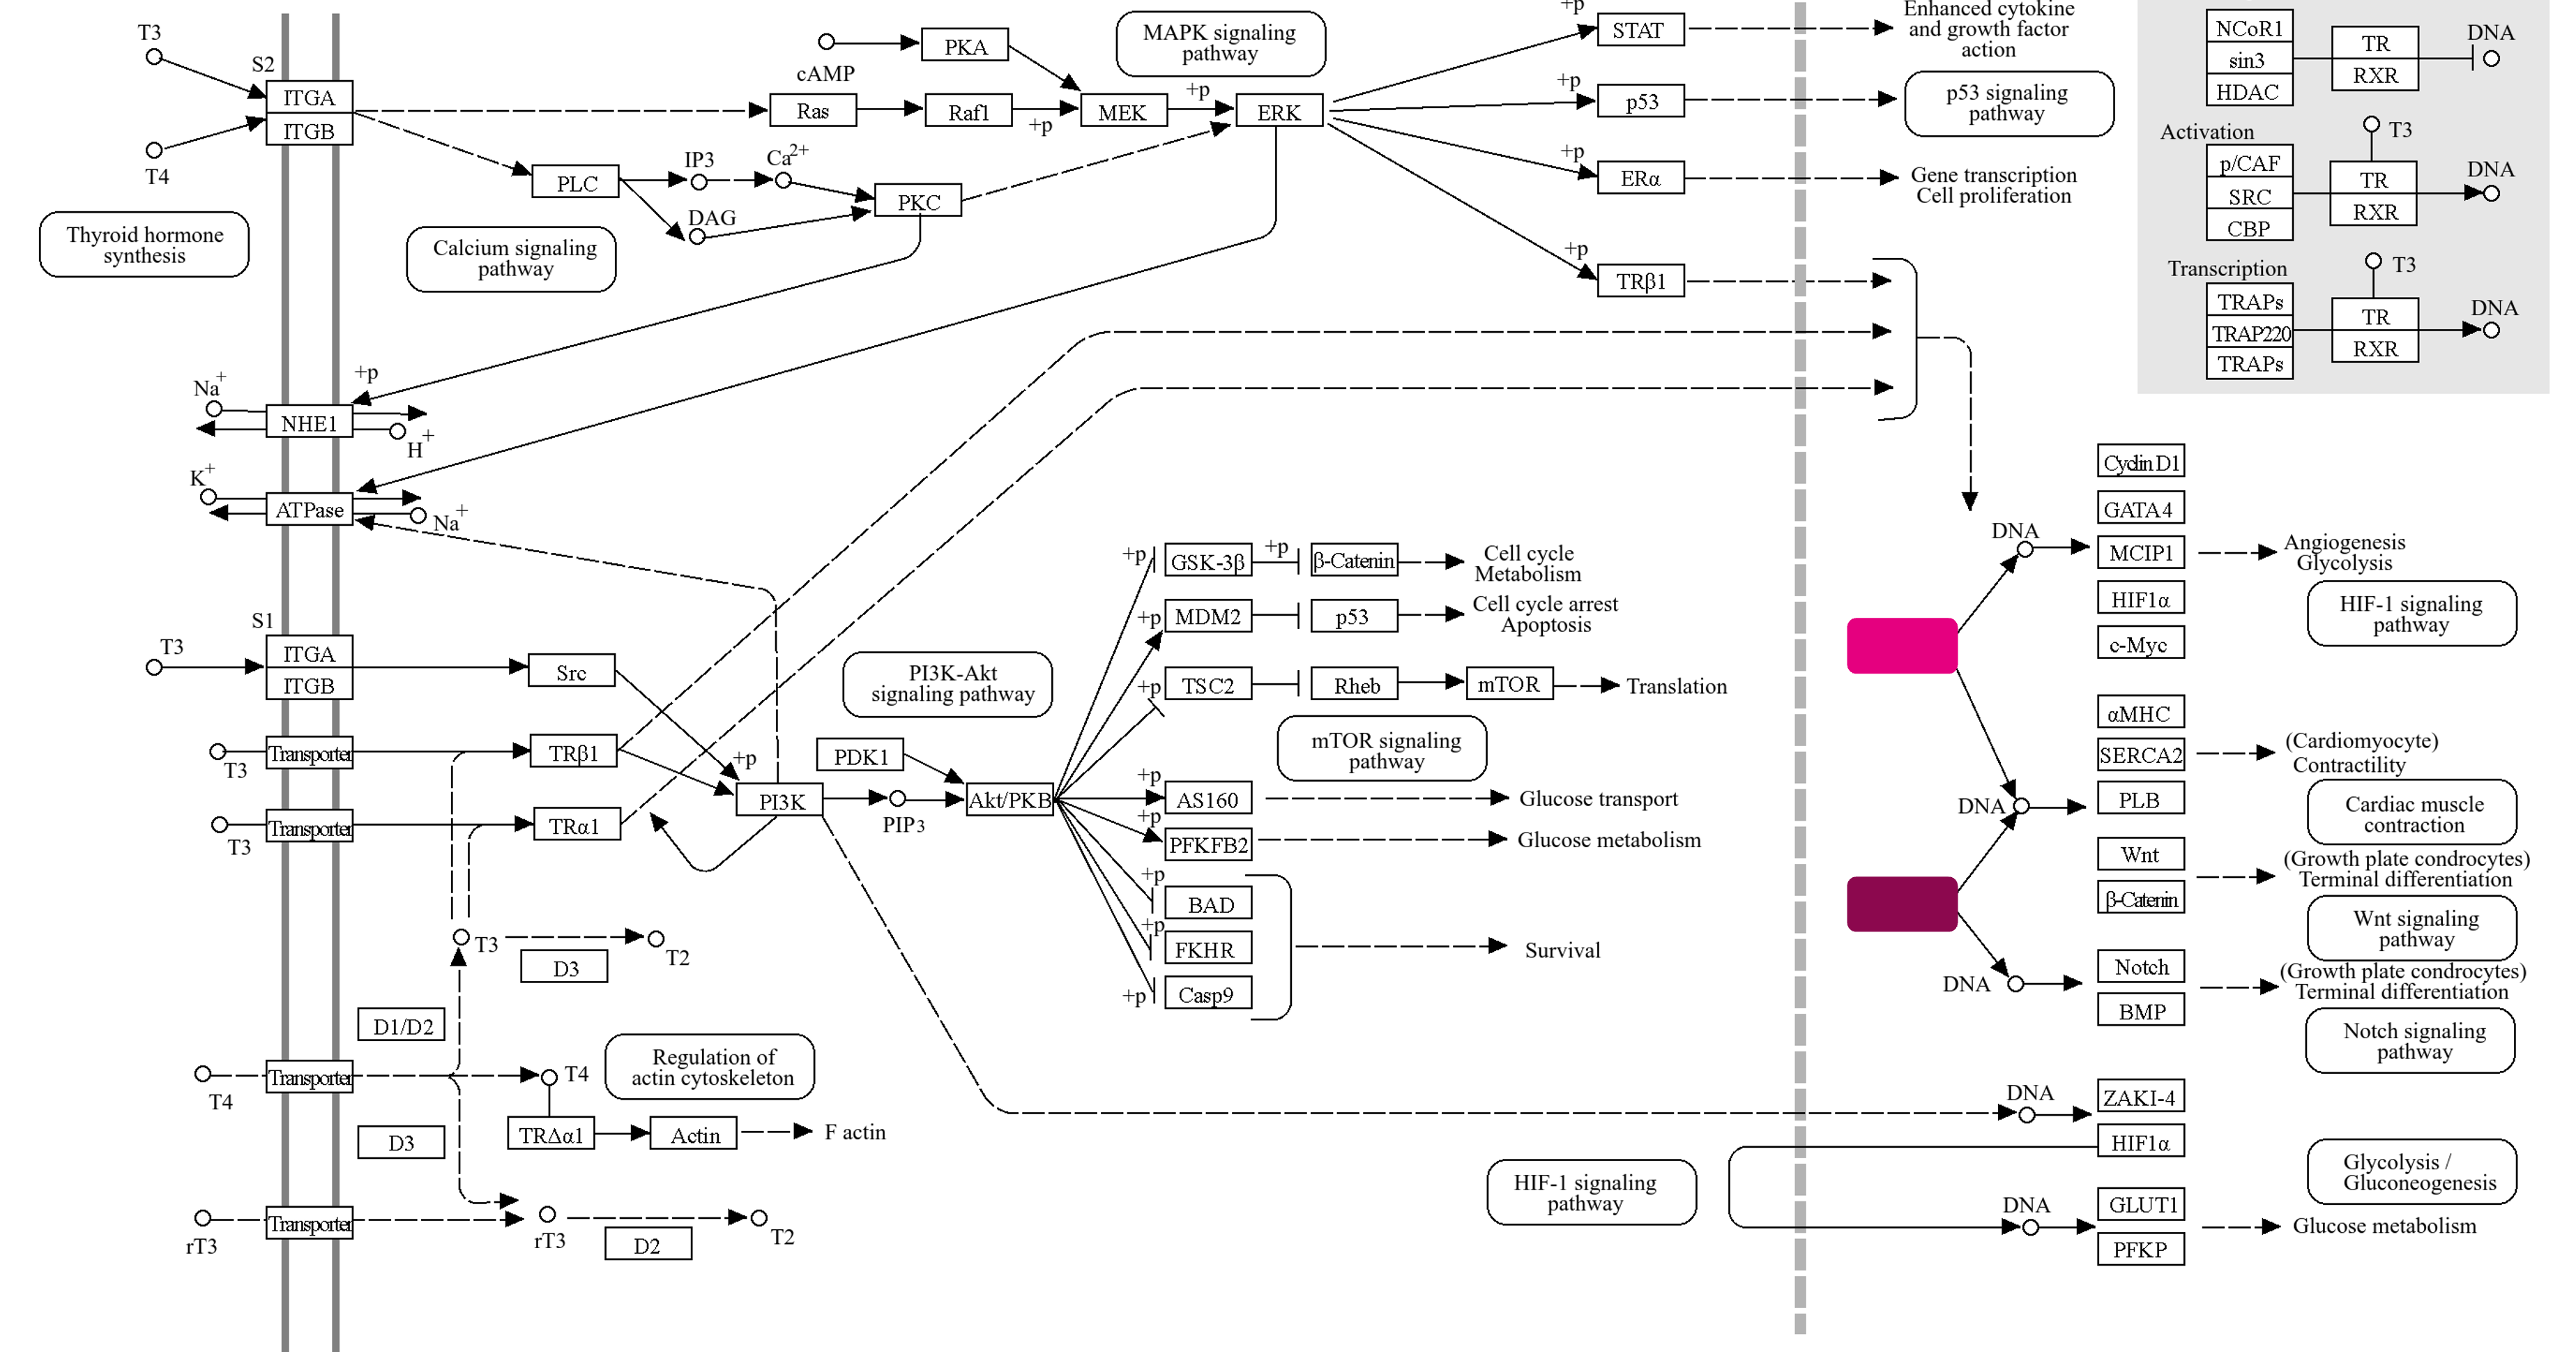 T3
S2
ITGA
ITGB
T4
Thyroid hormone
synthesis
cAMP
PKA
Ras
Raf1
+p
MEK
+p
ERK
MAPK signaling
pathway
PLC
IP3
Ca2+
DAG
PKC
Calcium signaling
pathway
+p
STAT
Enhanced cytokine
and growth factor
action
+p
p53
p53 signaling
pathway
+p
ERα
Gene transcription
Cell proliferation
+p
TRβ1
NCoR1
sin3
HDAC
TR
RXR
DNA
Activation
p/CAF
SRC
CBP
T3
TR
RXR
DNA
Transcription
TRAPs
TRAP220
TRAPs
T3
TR
RXR
DNA
Na+
+p
NHE1
H+
K+
ATPase
Na+
S1
T3
ITGA
ITGB
Src
Transporter
T3
TRβ1
Transporter
T3
TRα1
+p
PI3K
PI3K-Akt
signaling pathway
PDK1
PIP3
Akt/PKB
+p
GSK-3β
+p
β-Catenin
Cell cycle
Metabolism
+p
MDM2
p53
Cell cycle arrest
Apoptosis
+p
TSC2
Rheb
mTOR
Translation
mTOR signaling
pathway
+p
AS160
Glucose transport
+p
PFKFB2
Glucose metabolism
+p
BAD
+p
FKHR
Survival
+p
Casp9
T3
D3
T2
D1/D2
Transporter
T4
T4
Regulation of
actin cytoskeleton
TRΔα1
Actin
F actin
D3
Transporter
rT3
rT3
D2
T2
DNA
Cyclin D1
GATA4
MCIP1
HIF1α
c-Myc
Angiogenesis
Glycolysis
HIF-1 signaling
pathway
DNA
αMHC
SERCA2
PLB
(Cardiomyocyte)
Contractility
Cardiac muscle
contraction
Wnt
β-Catenin
(Growth plate condrocytes)
Terminal differentiation
Wnt signaling
pathway
DNA
Notch
BMP
(Growth plate condrocytes)
Terminal differentiation
Notch signaling
pathway
DNA
ZAKI-4
HIF1α
HIF-1 signaling
pathway
Glycolysis /
Gluconeogenesis
DNA
GLUT1
PFKP
Glucose metabolism